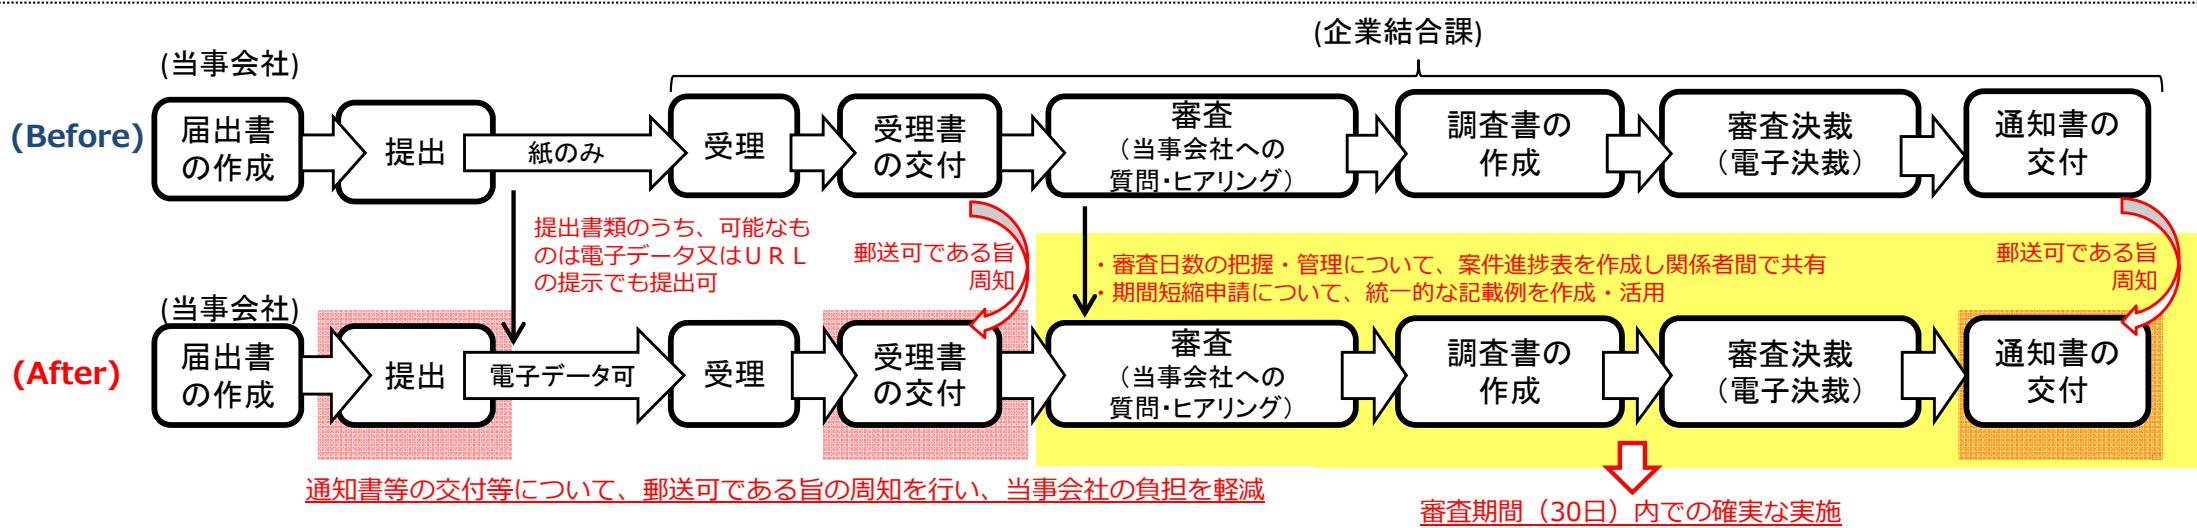 (企業結合課)
(当事会社)
(Before)
届出書
の作成
提出
紙のみ
受理
受理書
の交付
審査
（当事会社への
質問・ヒアリング）
調査書の
作成
審査決裁
（電子決裁）
通知書の
交付
提出書類のうち、可能なも
のは電子データ又はＵＲＬ
の提示でも提出可
郵送可である旨
周知
・審査日数の把握・管理について、案件進捗表を作成し関係者間で共有
・期間短縮申請について、統一的な記載例を作成・活用
郵送可である旨
周知
(当事会社)
(After)
届出書
の作成
提出
電子データ可
受理
受理書
の交付
審査
（当事会社への
質問・ヒアリング）
調査書の
作成
審査決裁
（電子決裁）
通知書の
交付
通知書等の交付等について、郵送可である旨の周知を行い、当事会社の負担を軽減
審査期間（30日）内での確実な実施